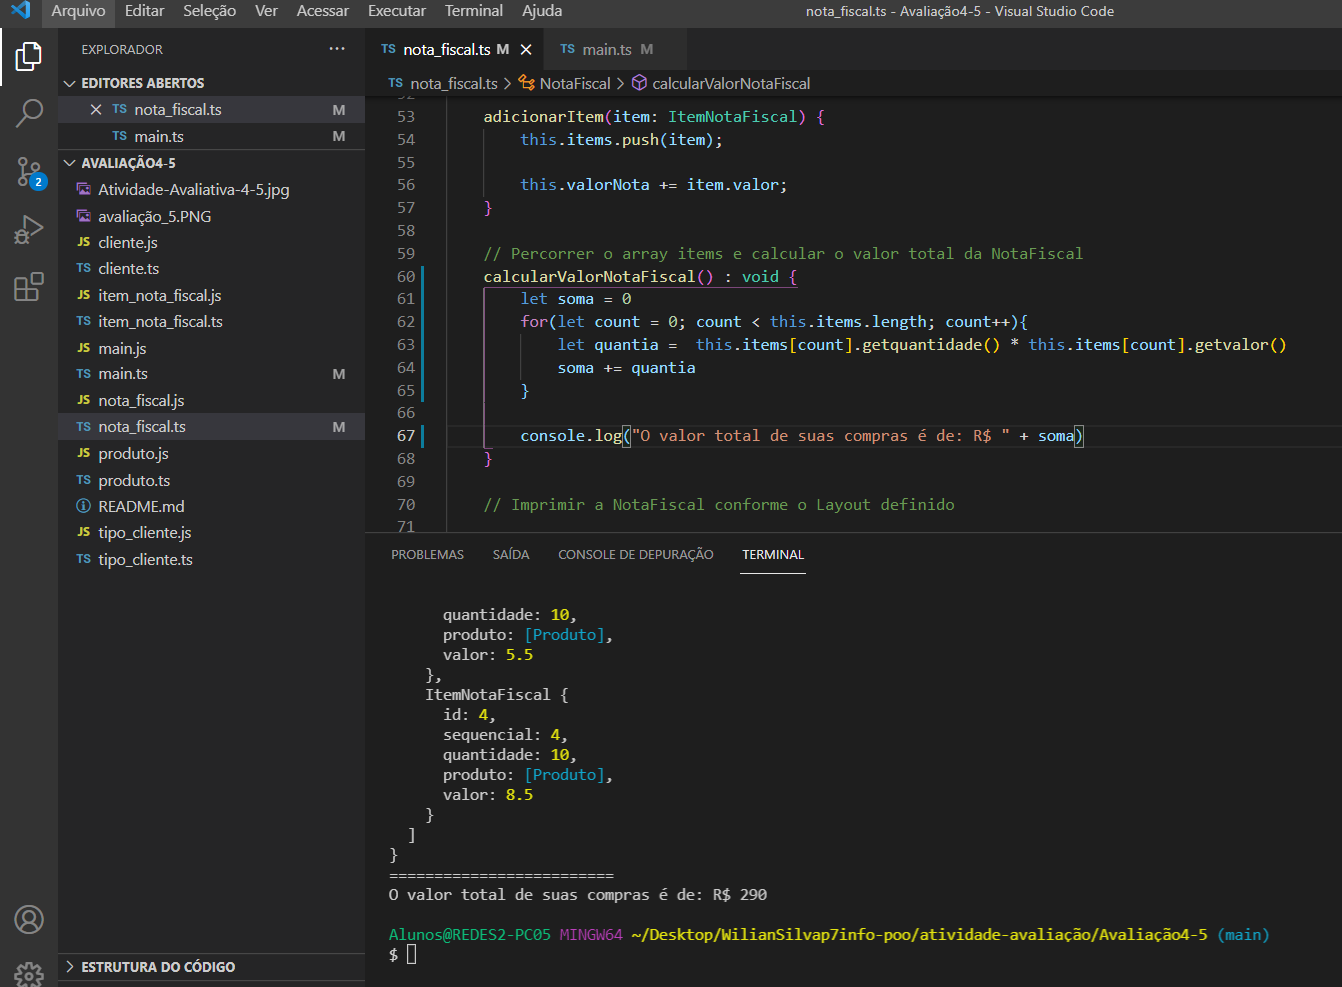 Arquivo Editar Seleção Ver Acessar Executar Terminal Ajuda
nota_fiscal.ts - Avaliação4-5 - Visual Studio Code
EXPLORADOR ...
EDITORES ABERTOS
TS nota_fiscal.ts M
TS main.ts M
AVALIAÇÃO4-5
Atividade-Avaliativa-4-5.jpg
avaliação_5.PNG
JS cliente.js
TS cliente.ts
JS item_nota_fiscal.js
TS item_nota_fiscal.ts
JS main.js
TS main.ts M
JS nota_fiscal.js
TS nota_fiscal.ts M
JS produto.js
TS produto.ts
README.md
JS tipo_cliente.js
TS tipo_cliente.ts
2
ESTRUTURA DO CÓDIGO
TS nota_fiscal.ts M
TS main.ts M
TS nota_fiscal.ts > NotaFiscal > calcularValorNotaFiscal
52
53 adicionarItem(item: ItemNotaFiscal) {
54 this.items.push(item);
55
56 this.valorNota += item.valor;
57 }
58
59 // Percorrer o array items e calcular o valor total da NotaFiscal
60 calcularValorNotaFiscal() : void {
61 let soma = 0
62 for(let count = 0; count < this.items.length; count++){
63 let quantia =  this.items[count].getquantidade() * this.items[count].getvalor()
64 soma += quantia
65 }
66
67 console.log("O valor total de suas compras é de: R$ " + soma)
68 }
69
70 // Imprimir a NotaFiscal conforme o Layout definido
71
PROBLEMAS SAÍDA CONSOLE DE DEPURAÇÃO TERMINAL
quantidade: 10,
produto: [Produto],
valor: 5.5
},
ItemNotaFiscal {
id: 4,
sequencial: 4,
quantidade: 10,
produto: [Produto],
valor: 8.5
}
]
}
=========================
O valor total de suas compras é de: R$ 290
Alunos@REDES2-PC05 MINGW64 ~/Desktop/WilianSilvap7info-poo/atividade-avaliação/Avaliação4-5 (main)
$